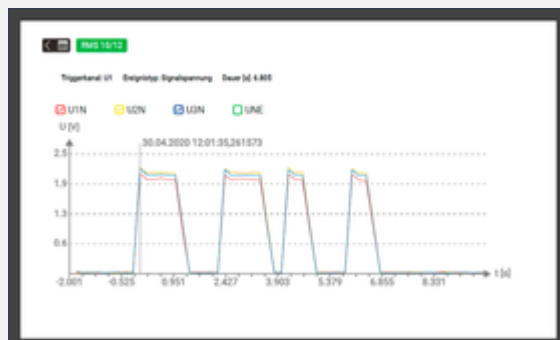 RMS 10/12
Triggerkanal: U1 Ereignistyp: Signalspannung Dauer [s]: 6.805
U1N U2N U3N UNE
U [V]
30.04.2020 12:01:35,261573
2.5
1.9
1.3
0.6
-2.001 -0.525 0.951 2.427 3.903 5.379 6.855 8.331 t [s]